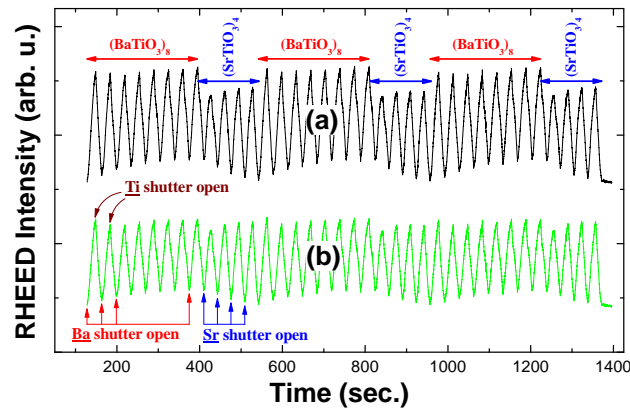 (BaTiO3)8 (SrTiO3)4 (BaTiO3)8 (SrTiO3)4 (BaTiO3)8 (SrTiO3)4
(a)
Ti shutter open
(b)
Ba shutter open Sr shutter open
200 400 600 800 1000 1200 1400
Time (sec.)
RHEED Intensity (arb. u.)